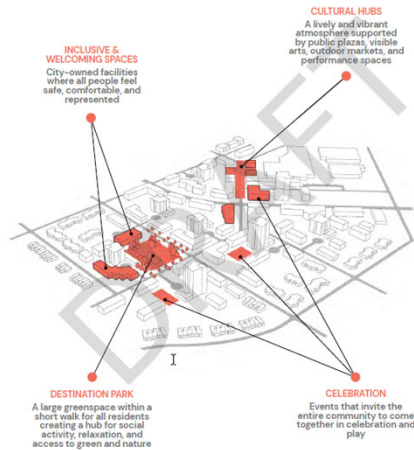 CULTURAL HUBS
A lively and vibrant
atmosphere supported
by public plazas, visible
arts, outdoor markets, and
performance spaces
INCLUSIVE &
WELCOMING SPACES
City-owned facilities
where all people feel
safe, comfortable, and
represented
DRAFT
DESTINATION PARK
A large greenspace within a
short walk for all residents
creating a hub for social
activity, relaxation, and
access to green and nature
CELEBRATION
Events that invite the
entire community to come
together in celebration and
play